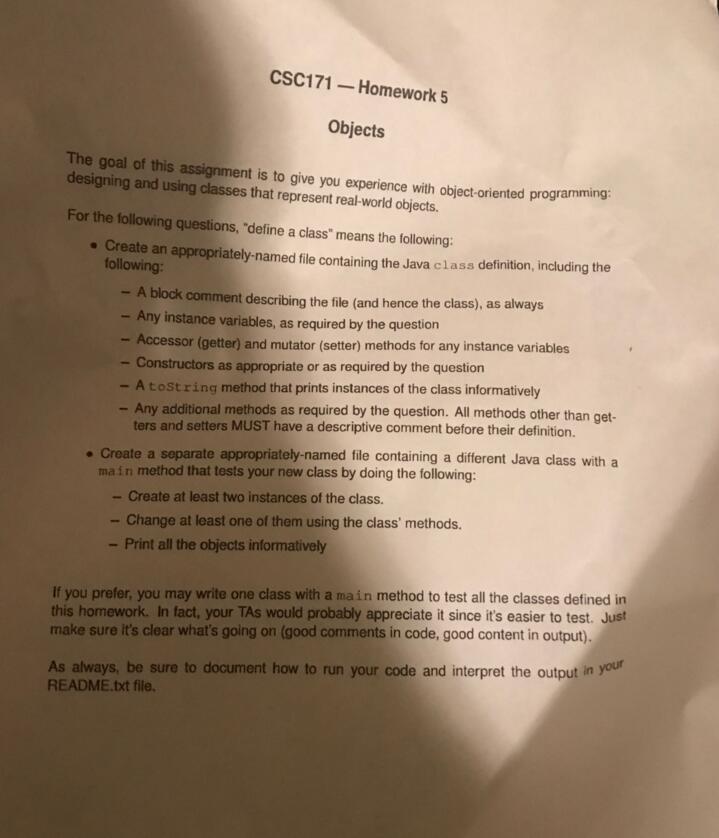 CSC171 — Homework 5
Objects
The goal of this assignment is to give you experience with object-oriented programming:
designing and using classes that represent real-world objects.
For the following questions, "define a class" means the following:
• Create an appropriately-named file containing the Java class definition, including the
following:
– A block comment describing the file (and hence the class), as always
– Any instance variables, as required by the question
– Accessor (getter) and mutator (setter) methods for any instance variables
– Constructors as appropriate or as required by the question
– A toString method that prints instances of the class informatively
– Any additional methods as required by the question. All methods other than get-
ters and setters MUST have a descriptive comment before their definition.
• Create a separate appropriately-named file containing a different Java class with a
main method that tests your new class by doing the following:
– Create at least two instances of the class.
– Change at least one of them using the class' methods.
– Print all the objects informatively
If you prefer, you may write one class with a main method to test all the classes defined in
this homework. In fact, your TAs would probably appreciate it since it's easier to test. Just
make sure it's clear what's going on (good comments in code, good content in output).
As always, be sure to document how to run your code and interpret the output in your
README.txt file.